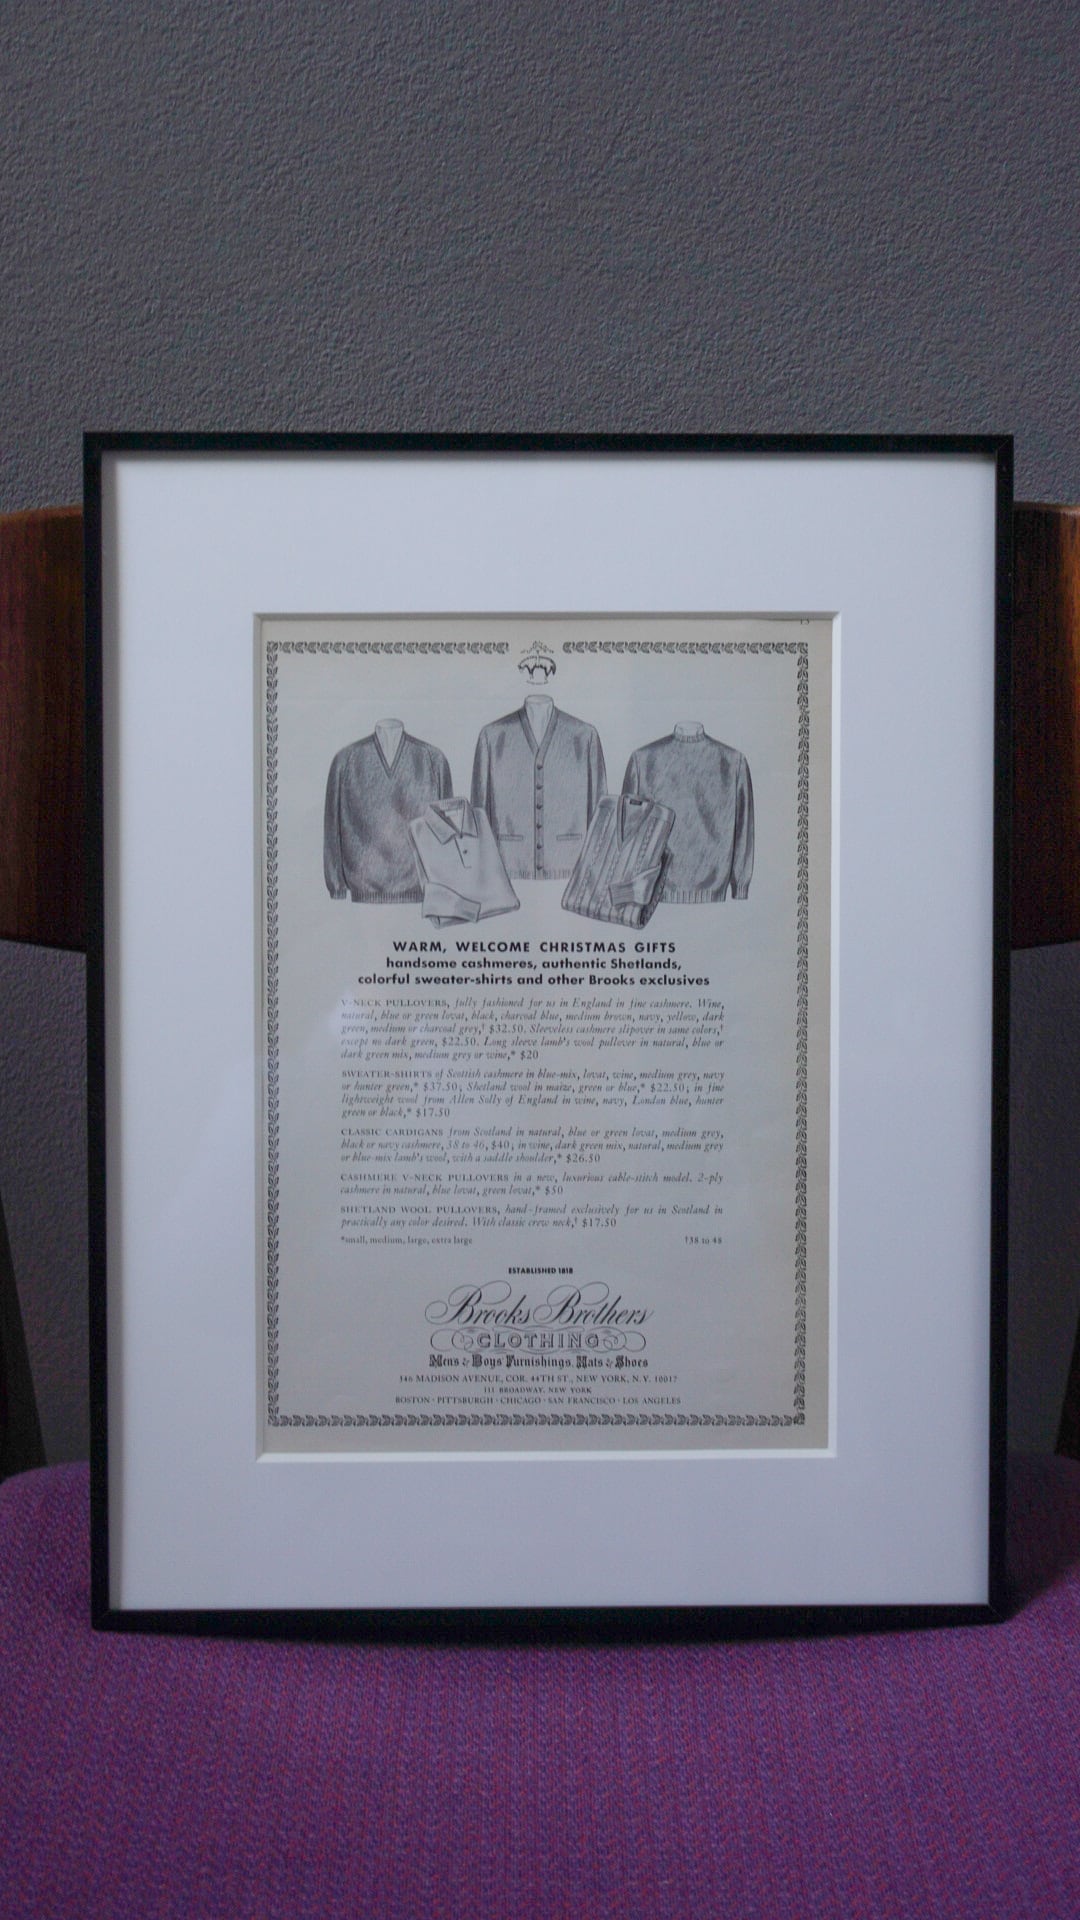 WARM, WELCOME CHRISTMAS GIFTS
handsome cashmeres, authentic Shetlands,
colorful sweater-shirts and other Brooks exclusives
V-NECK PULLOVERS, fully fashioned for us in England in fine cashmere. Wine,
natural, blue or green lovat, black, charcoal blue, medium brown, navy, yellow, dark
green, medium or charcoal grey,† $32.50. Sleeveless cashmere slipover in same colors,†
except no dark green, $22.50. Long sleeve lamb's wool pullover in natural, blue or
dark green mix, medium grey or wine,* $20
SWEATER-SHIRTS of Scottish cashmere in blue-mix, lovat, wine, medium grey, navy
or hunter green,* $37.50; Shetland wool in maize, green or blue,* $22.50; in fine
lightweight wool from Allen Solly of England in wine, navy, London blue, hunter
green or black,* $17.50
CLASSIC CARDIGANS from Scotland in natural, blue or green lovat, medium grey,
black or navy cashmere, 38 to 46, $40; in wine, dark green mix, natural, medium grey
or blue-mix lamb's wool, with a saddle shoulder,* $26.50
CASHMERE V-NECK PULLOVERS in a new, luxurious cable-stitch model. 2-ply
cashmere in natural, blue lovat, green lovat,* $50
SHETLAND WOOL PULLOVERS, hand-framed exclusively for us in Scotland in
practically any color desired. With classic crew neck,† $17.50
*small, medium, large, extra large †38 to 48
ESTABLISHED 1818
Brooks Brothers
CLOTHING
Mens & Boys' Furnishings, Hats & Shoes
346 MADISON AVENUE, COR. 44TH ST., NEW YORK, N.Y. 10017
111 BROADWAY, NEW YORK
BOSTON · PITTSBURGH · CHICAGO · SAN FRANCISCO · LOS ANGELES